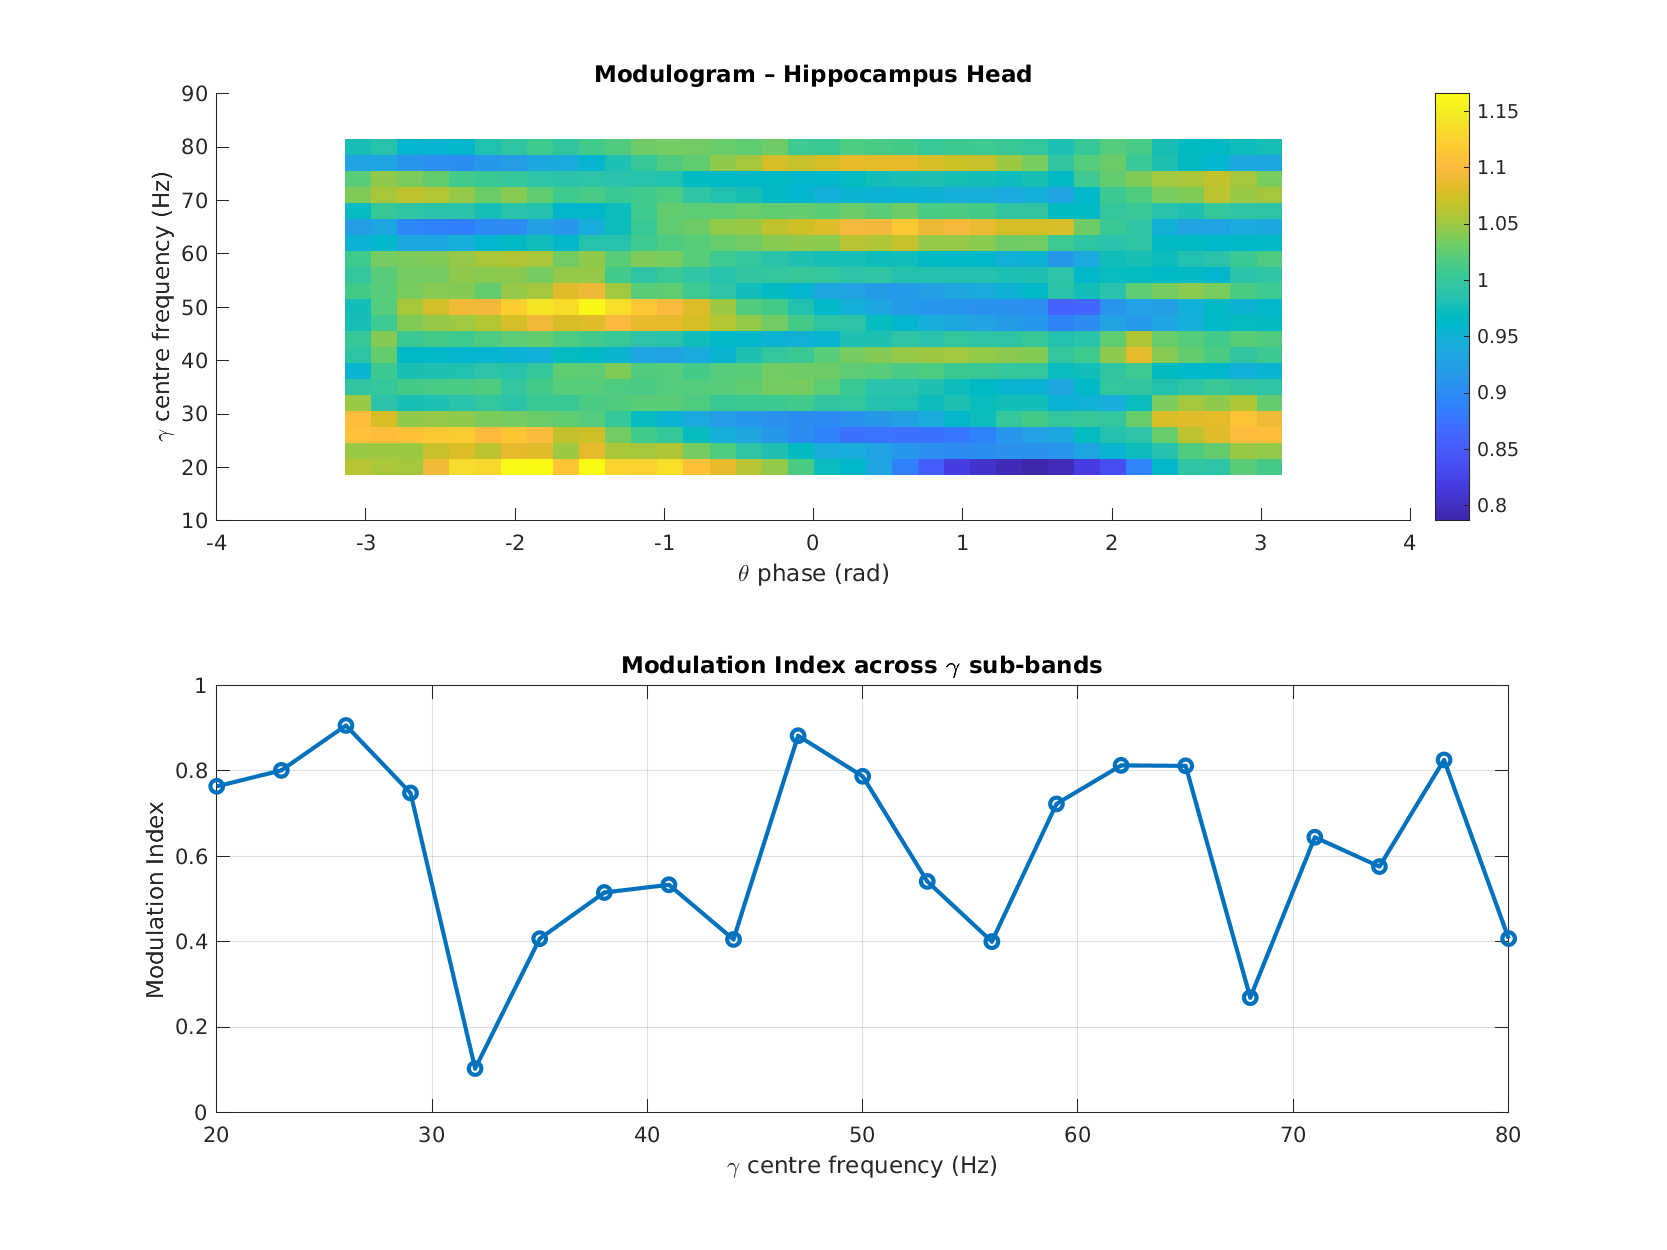 Modulogram – Hippocampus Head
γ centre frequency (Hz)
90
80
70
60
50
40
30
20
10
-4 -3 -2 -1 0 1 2 3 4
θ phase (rad)
1.15
1.1
1.05
1
0.95
0.9
0.85
0.8
Modulation Index across γ sub-bands
Modulation Index
1
0.8
0.6
0.4
0.2
0
20 30 40 50 60 70 80
γ centre frequency (Hz)